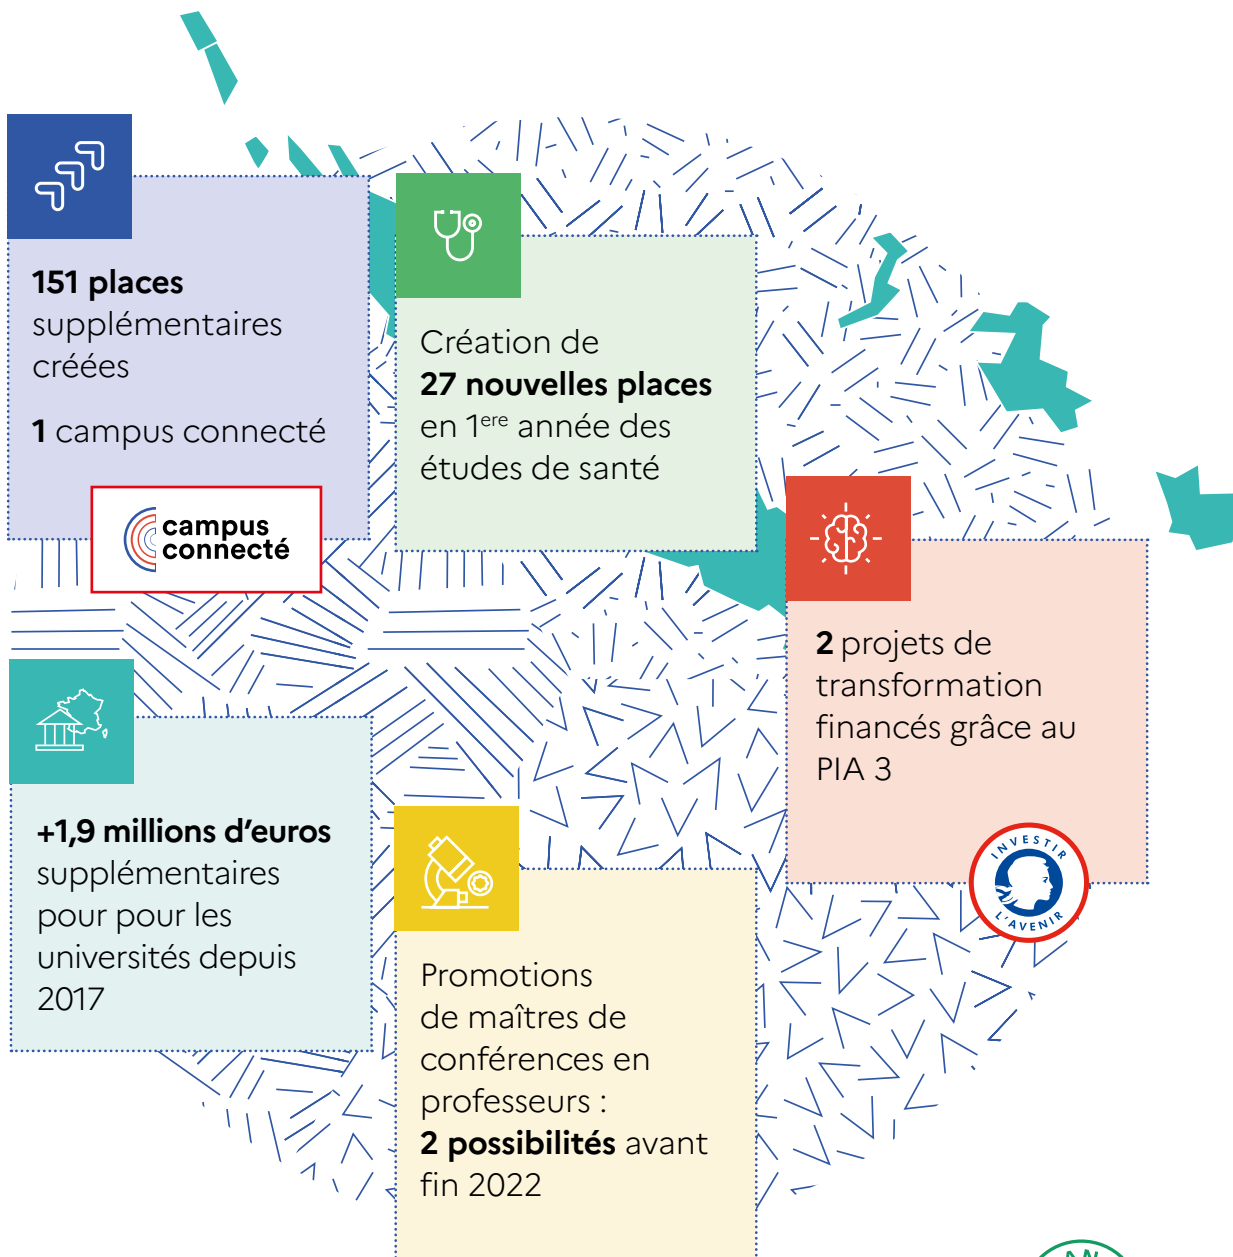 151 places
supplémentaires
créées
1 campus connecté
campus
connecté
Création de
27 nouvelles places
en 1ere année des
études de santé
2 projets de
transformation
financés grâce au
PIA 3
INVESTIR
L'AVENIR
+1,9 millions d'euros
supplémentaires
pour pour les
universités depuis
2017
Promotions
de maîtres de
conférences en
professeurs :
2 possibilités avant
fin 2022